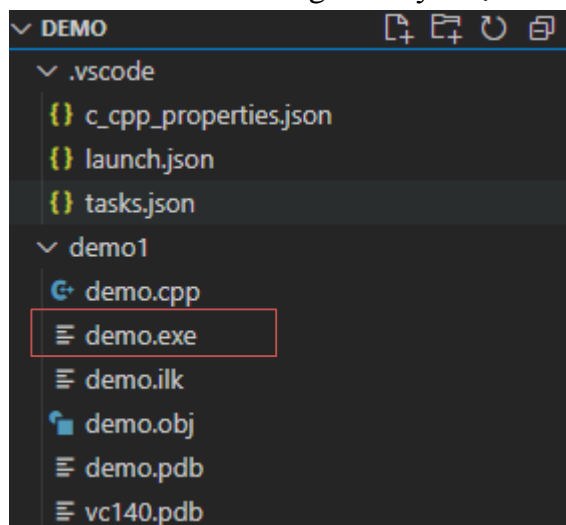 DEMO
.vscode
{} c_cpp_properties.json
{} launch.json
{} tasks.json
demo1
demo.cpp
demo.exe
demo.ilk
demo.obj
demo.pdb
vc140.pdb